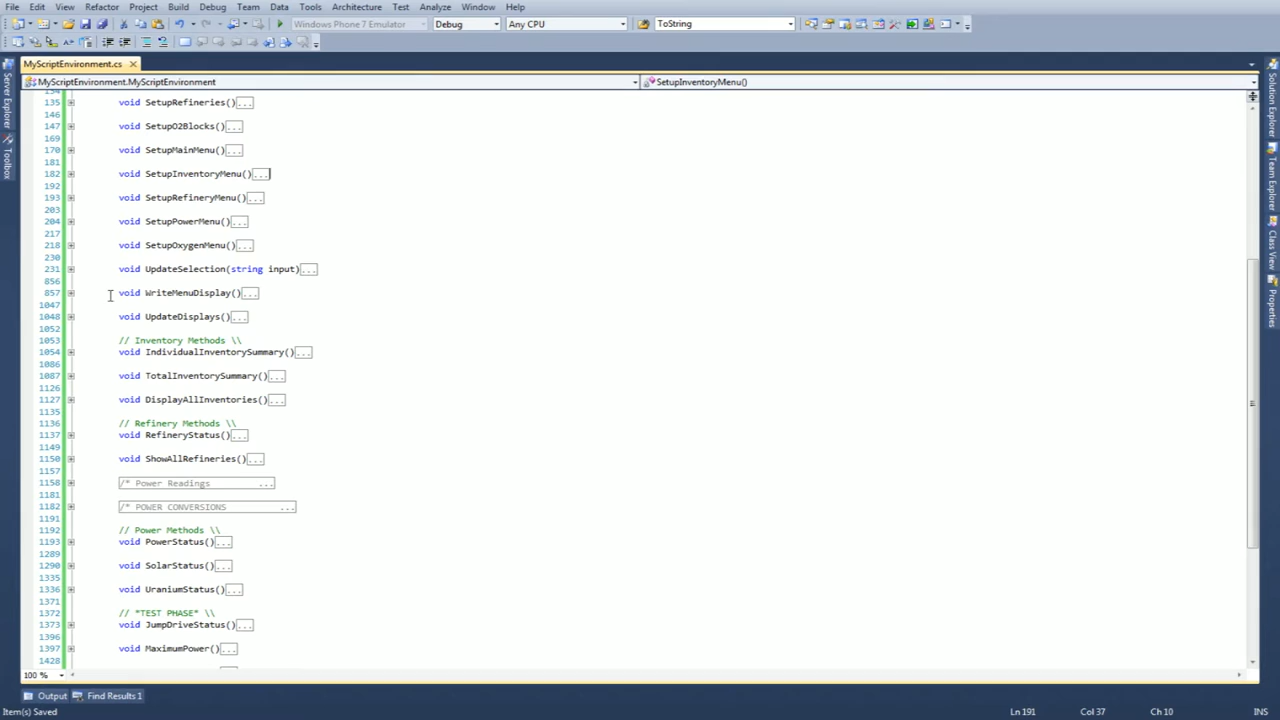 File Edit View Refactor Project Build Debug Team Data Tools Architecture Test Analyze Window Help
Windows Phone 7 Emulator Debug Any CPU ToString
MyScriptEnvironment.cs
MyScriptEnvironment.MyScriptEnvironment SetupInventoryMenu()
134
135 void SetupRefineries()...
146
147 void SetupO2Blocks()...
169
170 void SetupMainMenu()...
181
182 void SetupInventoryMenu()...
192
193 void SetupRefineryMenu()...
203
204 void SetupPowerMenu()...
217
218 void SetupOxygenMenu()...
230
231 void UpdateSelection(string input)...
856
857 void WriteMenuDisplay()...
1047
1048 void UpdateDisplays()...
1052
1053 // Inventory Methods \\
1054 void IndividualInventorySummary()...
1086
1087 void TotalInventorySummary()...
1126
1127 void DisplayAllInventories()...
1135
1136 // Refinery Methods \\
1137 void RefineryStatus()...
1149
1150 void ShowAllRefineries()...
1157
1158 /* Power Readings ...
1181
1182 /* POWER CONVERSIONS ...
1191
1192 // Power Methods \\
1193 void PowerStatus()...
1289
1290 void SolarStatus()...
1335
1336 void UraniumStatus()...
1371
1372 // "TEST PHASE" \\
1373 void JumpDriveStatus()...
1396
1397 void MaximumPower()...
1428
100 %
Output Find Results 1
Item(s) Saved Ln 191 Col 37 Ch 10 INS
Server Explorer
Toolbox
Solution Explorer
Team Explorer
Class View
Properties